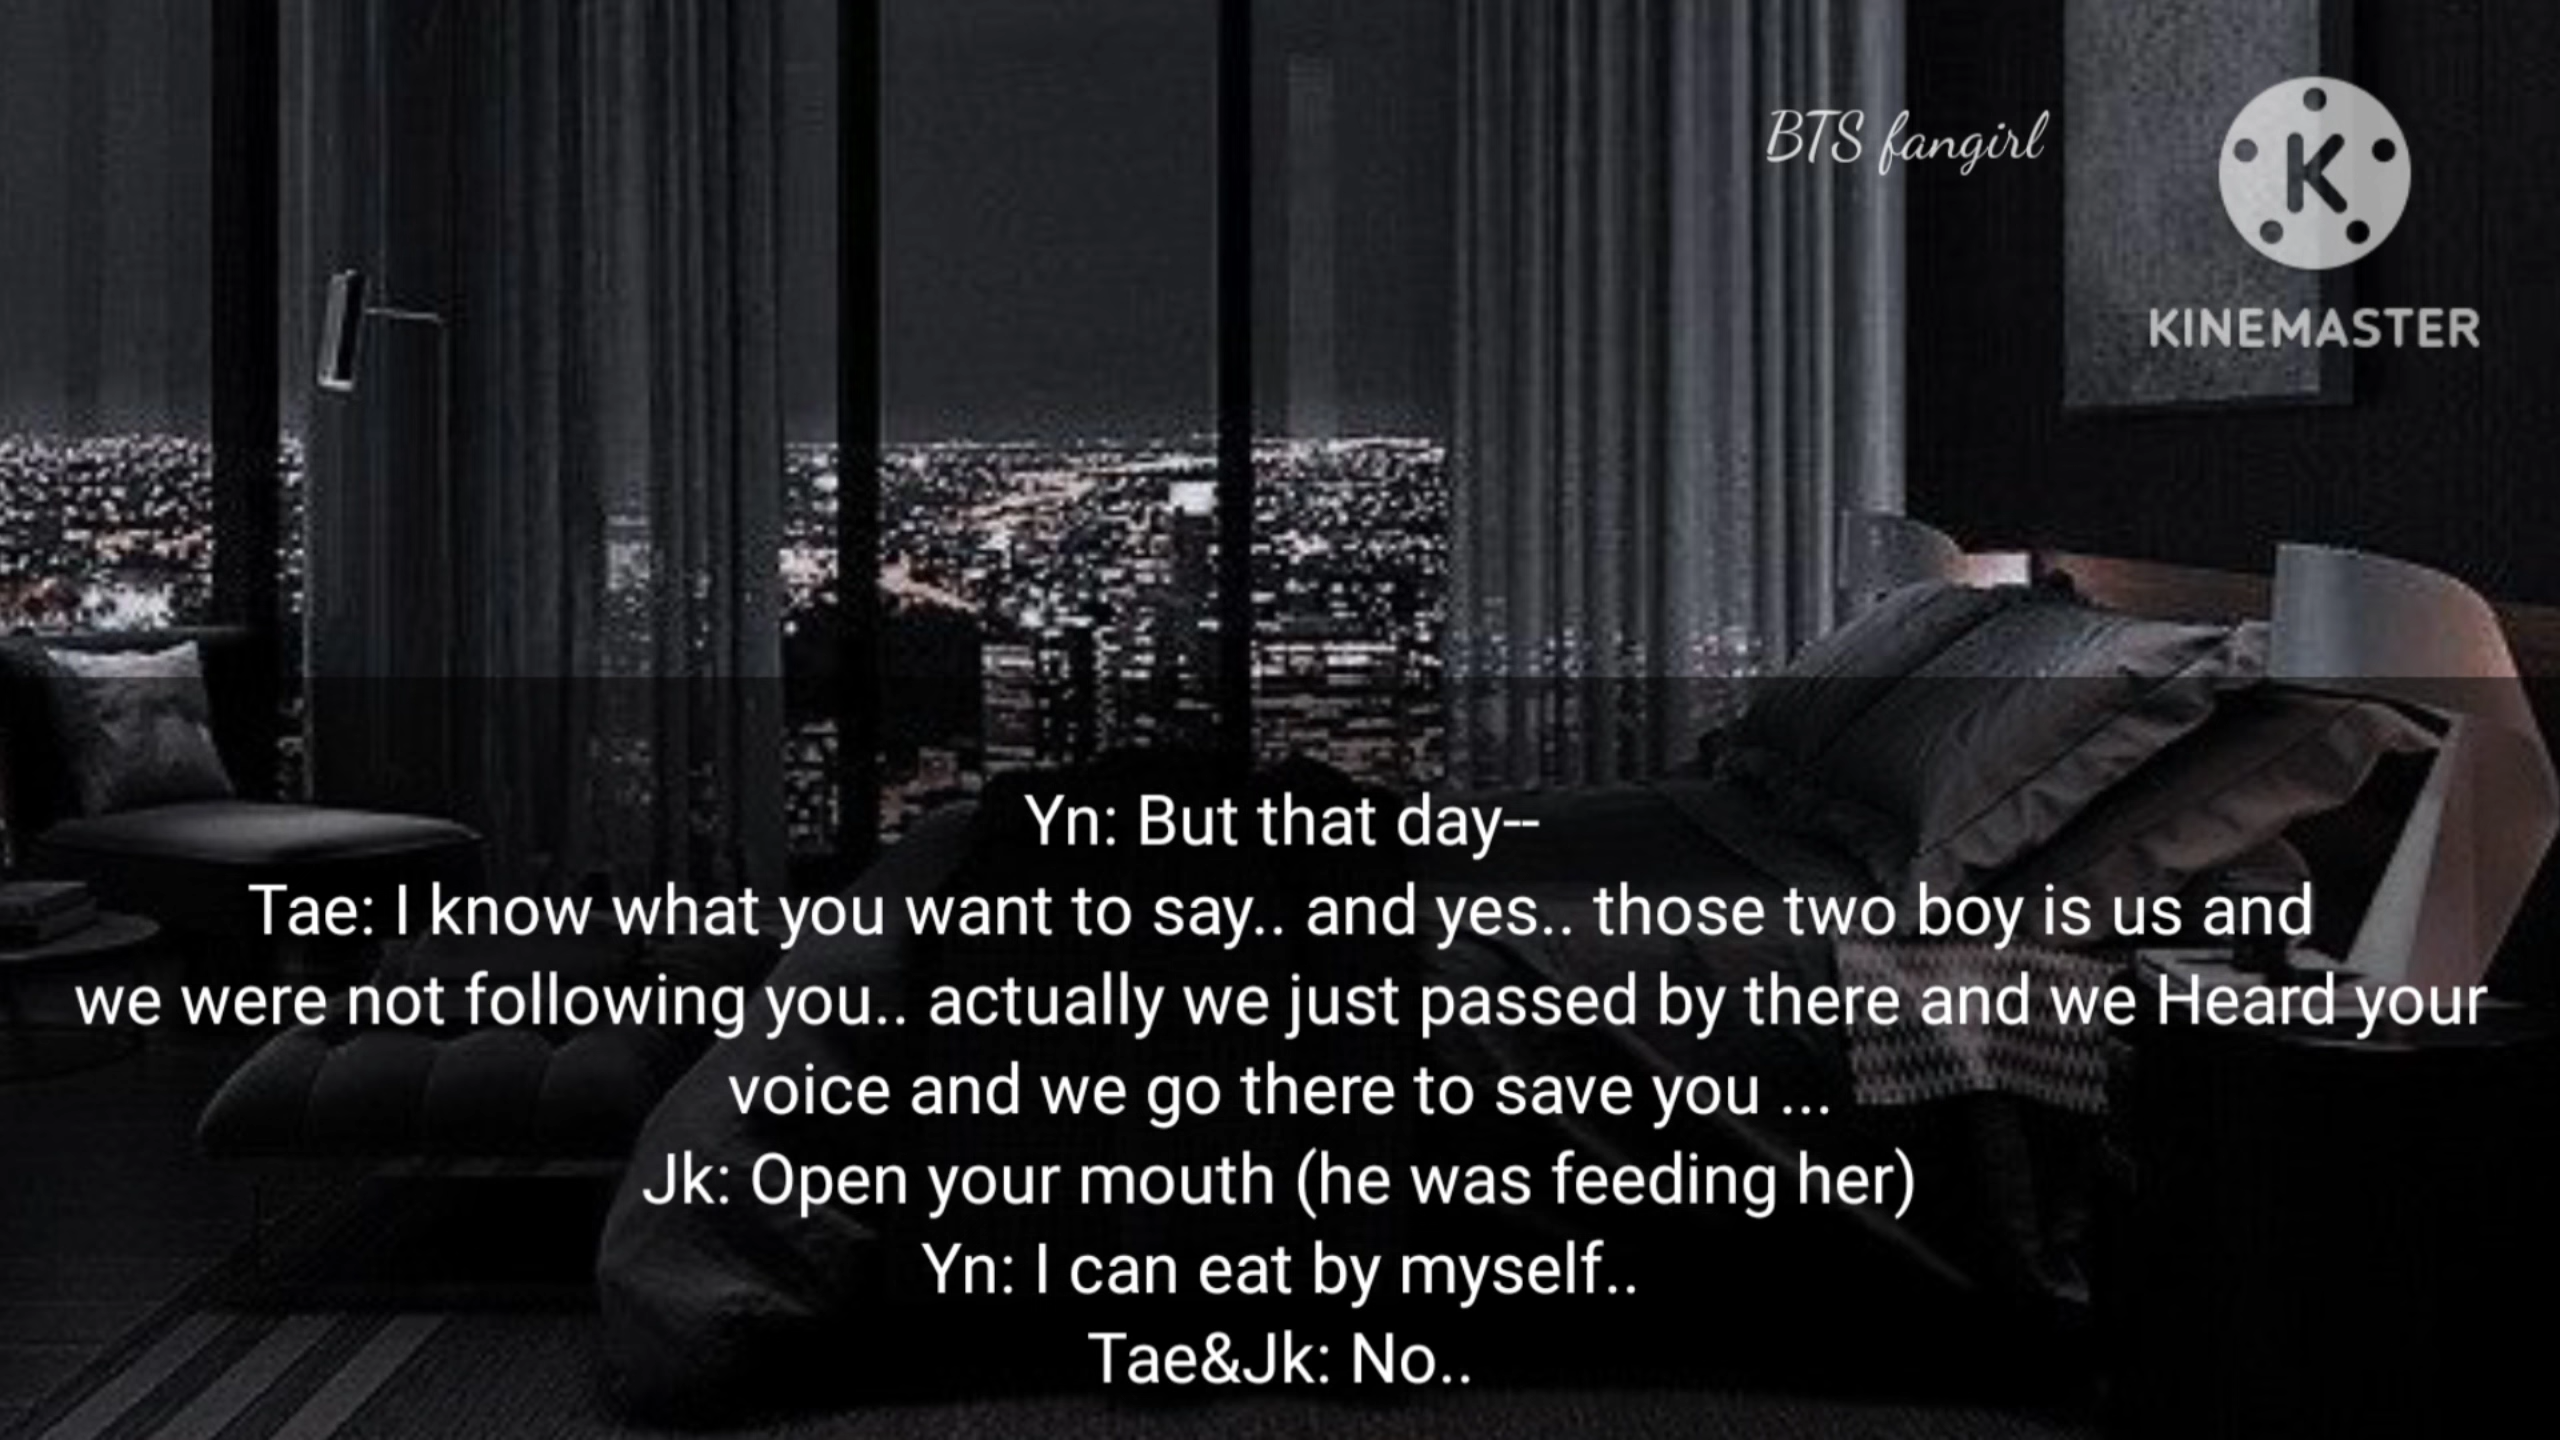 BTS fangirl
K
KINEMASTER
Yn: But that day--
Tae: I know what you want to say.. and yes.. those two boy is us and
we were not following you.. actually we just passed by there and we Heard your
voice and we go there to save you ...
Jk: Open your mouth (he was feeding her)
Yn: I can eat by myself..
Tae&Jk: No..